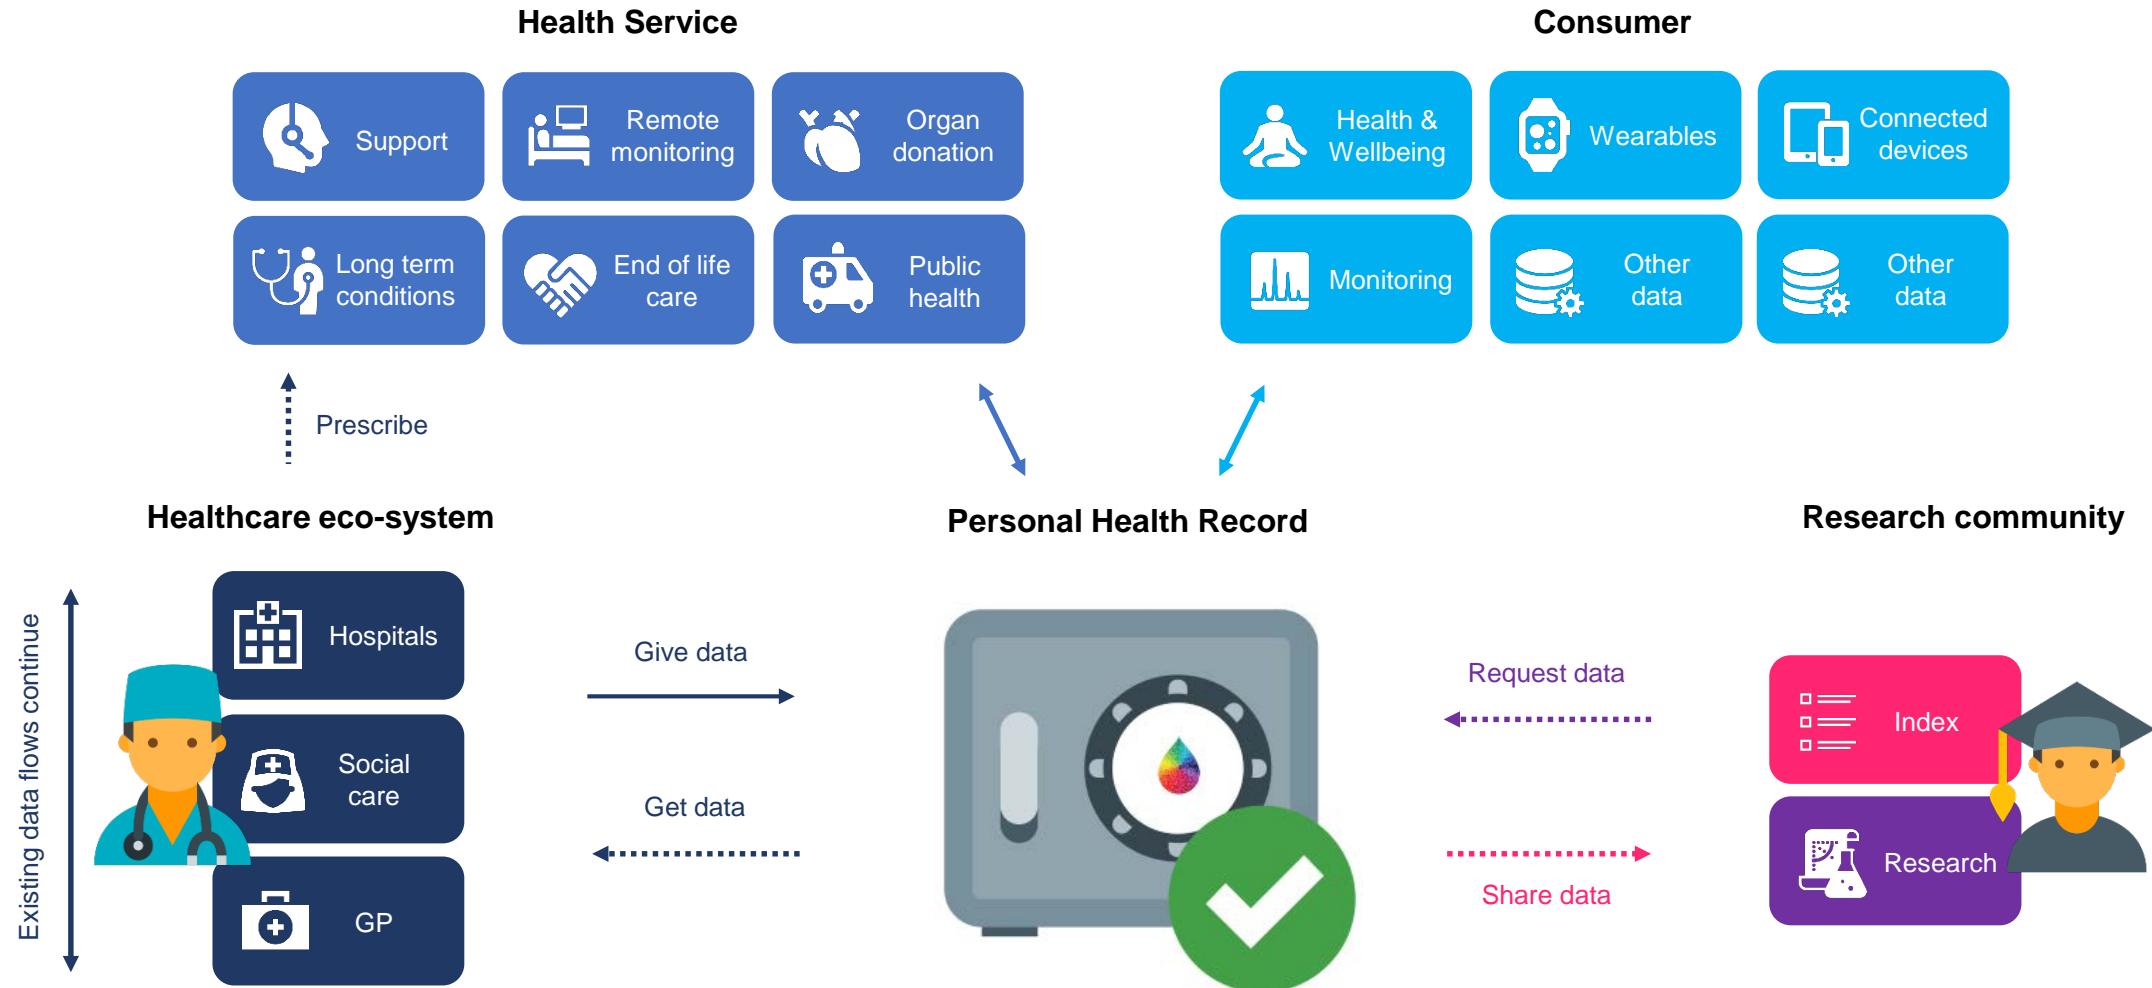 Health Service
Consumer
Support
Remote
monitoring
Organ
donation
Health &
Wellbeing
Wearables
Connected
devices
Long term
conditions
End of life
care
Public
health
Monitoring
Other
data
Other
data
Prescribe
Healthcare eco-system
Personal Health Record
Research community
Existing data flows continue
Hospitals
Social
care
GP
Give data
Get data
Request data
Share data
Index
Research